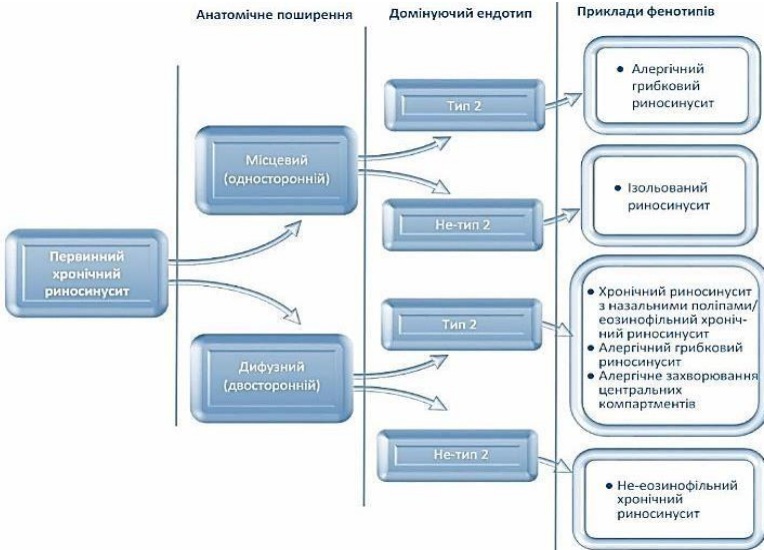 Анатомічне поширення
Домінуючий ендотип
Приклади фенотипів
Первинний
хронічний
риносинусит
Місцевий
(односторонній)
Дифузний
(двосторонній)
Тип 2
Не-тип 2
Тип 2
Не-тип 2
• Алергічний
грибковий
риносинусит
• Ізольований
риносинусит
• Хронічний риносинусит
з назальними поліпами/
еозинофільний хроніч-
ний риносинусит
• Алергічний грибковий
риносинусит
• Алергічне захворювання
центральних
компартментів
• Не-еозинофільний
хронічний
риносинусит